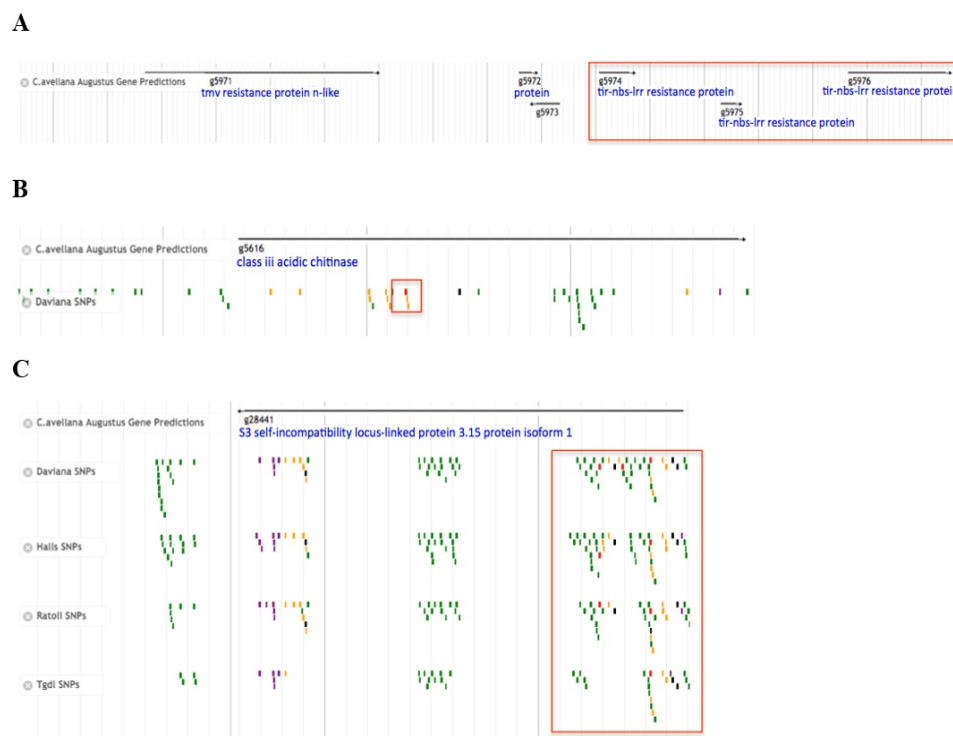 A
C.avellana Augustus Gene Predictions
g5971
tmv resistance protein n-like
g5972
protein
g5973
g5974
tir-nbs-lrr resistance protein
g5975
tir-nbs-lrr resistance protein
g5976
tir-nbs-lrr resistance protein
B
C.avellana Augustus Gene Predictions
g5616
class iii acidic chitinase
Daviana SNPs
C
C.avellana Augustus Gene Predictions
g28441
S3 self-incompatibility locus-linked protein 3.15 protein isoform 1
Daviana SNPs
Halls SNPs
Ratoli SNPs
Tgdl SNPs